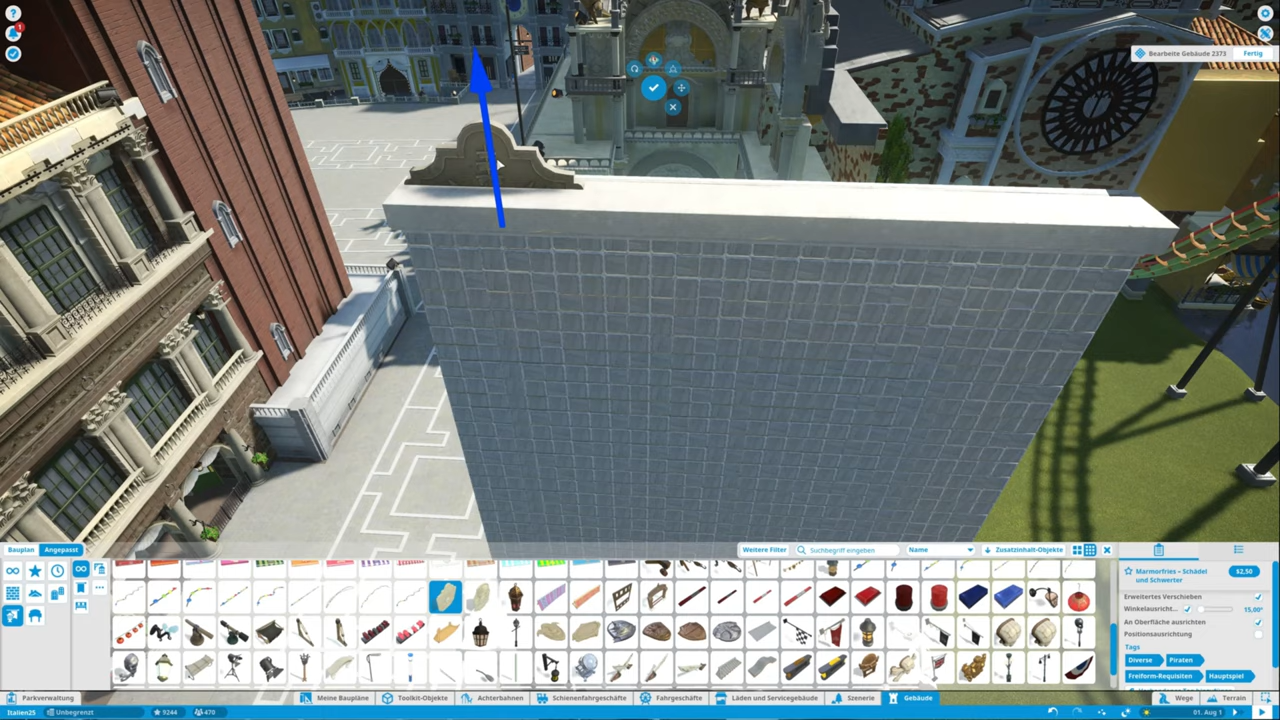 ?
1
Bearbeite Gebäude 2373
Fertig
Bauplan
Angepasst
Weitere Filter
Suchbegriff eingeben
Name
Zusatzinhalt-Objekte
Marmorfries – Schädel
und Schwerter
$2,50
Erweitertes Verschieben
Winkelausricht...
15,00°
An Oberfläche ausrichten
Positionsausrichtung
Tags
Diverse
Piraten
Freiform-Requisiten
Hauptspiel
Parkverwaltung
Meine Baupläne
Toolkit-Objekte
Achterbahnen
Schienenfahrgeschäfte
Fahrgeschäfte
Läden und Servicegebäude
Szenerie
Gebäude
Wege
Terrain
Italien25
Unbegrenzt
9244
470
01. Aug 1